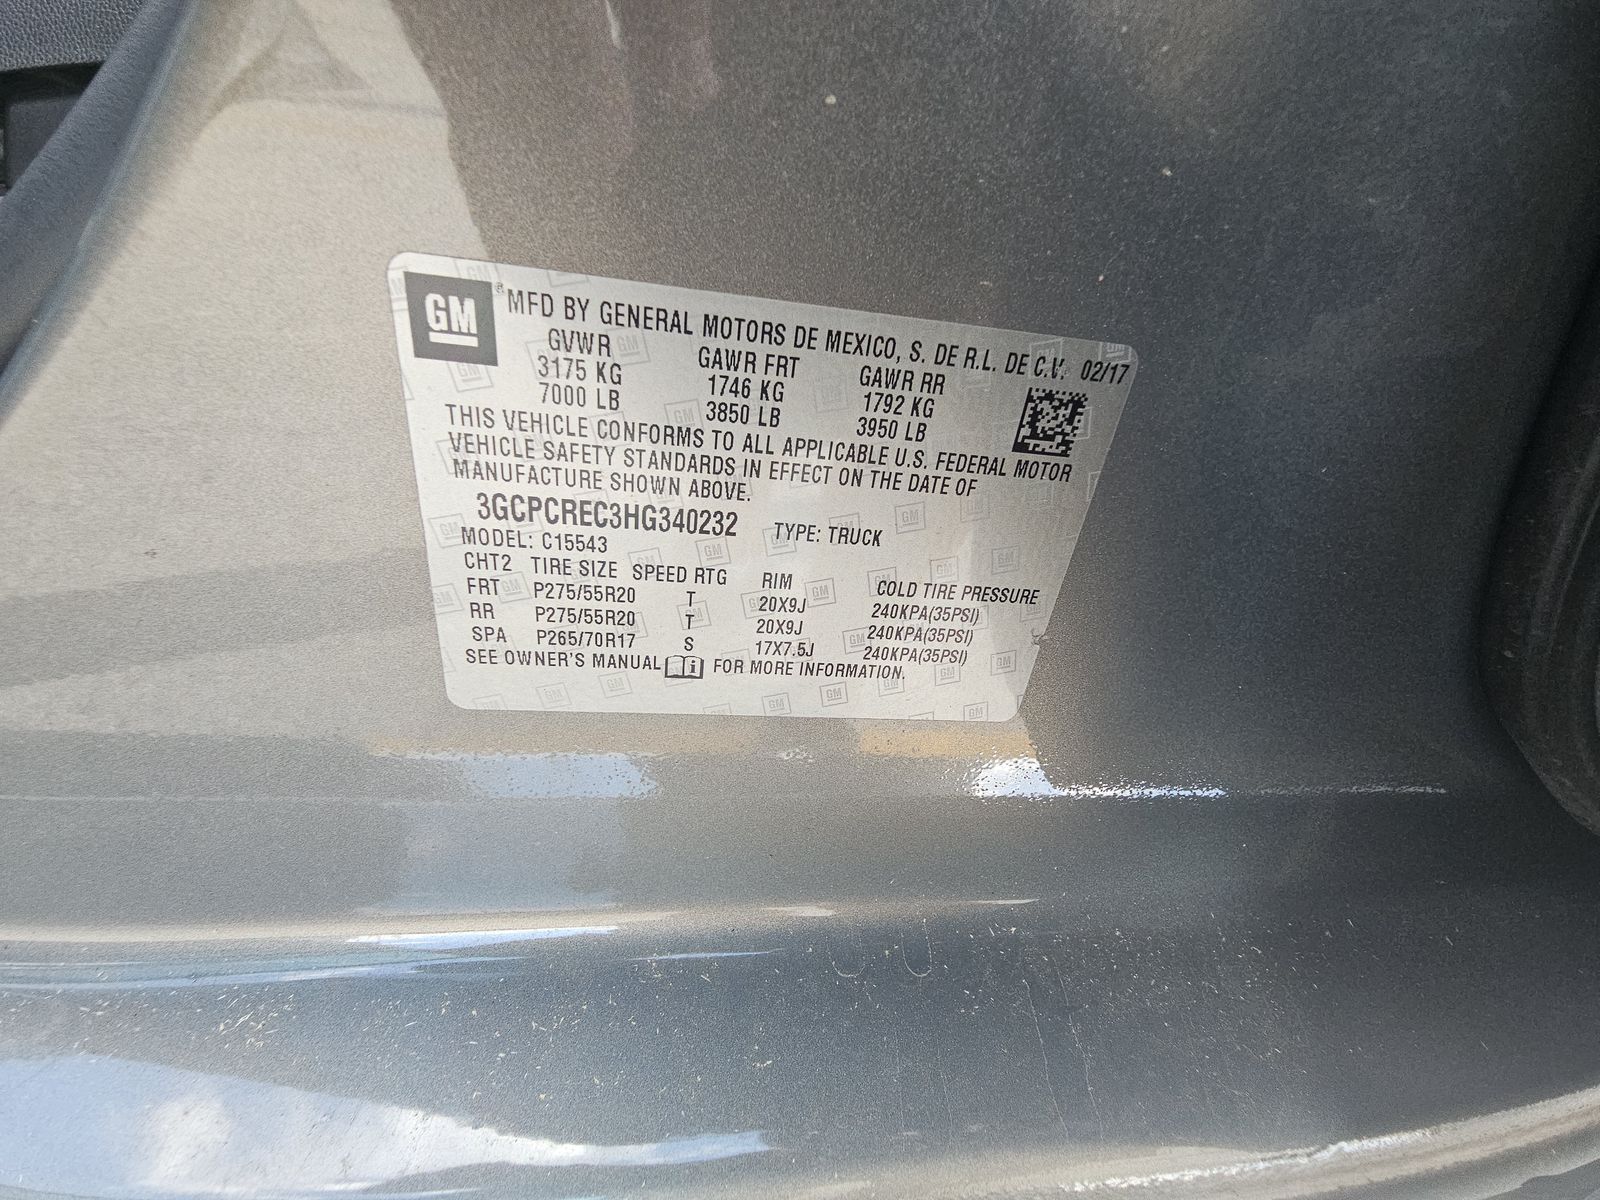 GM ® MFD BY GENERAL MOTORS DE MEXICO, S. DE R.L. DE C.V. 02/17
GVWR GAWR FRT GAWR RR
3175 KG 1746 KG 1792 KG
7000 LB 3850 LB 3950 LB
THIS VEHICLE CONFORMS TO ALL APPLICABLE U.S. FEDERAL MOTOR
VEHICLE SAFETY STANDARDS IN EFFECT ON THE DATE OF
MANUFACTURE SHOWN ABOVE.
3GCPCREC3HG340232 TYPE: TRUCK
MODEL: C15543
CHT2 TIRE SIZE SPEED RTG RIM COLD TIRE PRESSURE
FRT P275/55R20 T 20X9J 240KPA(35PSI)
RR P275/55R20 T 20X9J 240KPA(35PSI)
SPA P265/70R17 S 17X7.5J 240KPA(35PSI)
SEE OWNER'S MANUAL FOR MORE INFORMATION.